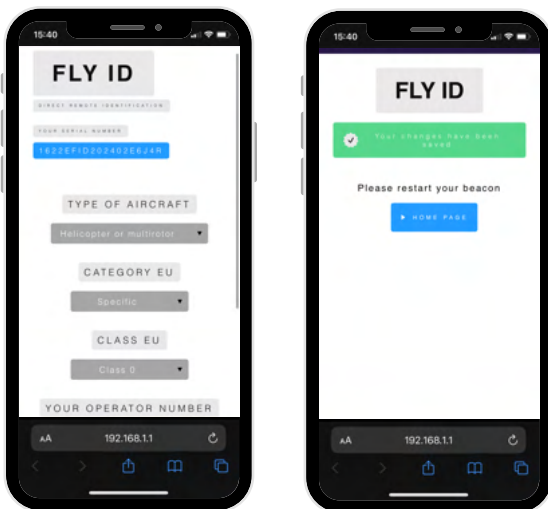 15:40
FLY ID
DIRECT REMOTE IDENTIFICATION
YOUR SERIAL NUMBER
1622EFID202402E6J4R
TYPE OF AIRCRAFT
Helicopter or multirotor
CATEGORY EU
Specific
CLASS EU
Class 0
YOUR OPERATOR NUMBER
AA
192.168.1.1
15:40
FLY ID
Your changes have been
saved
Please restart your beacon
HOME PAGE
AA
192.168.1.1